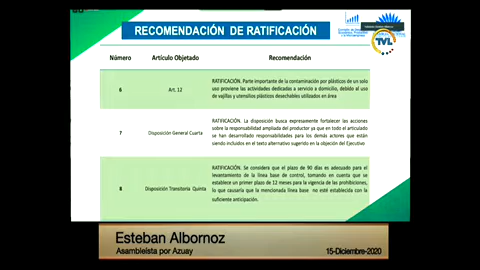 RECOMENDACIÓN DE RATIFICACIÓN
TVL
Número Artículo Objetado Recomendación
6 Art. 12
RATIFICACIÓN. Parte importante de la contaminación por plásticos de un solo
uso proviene las actividades dedicadas a servicio a domicilio, debido al uso
de vajillas y utensilios plásticos desechables utilizados en área
7 Disposición General Cuarta
RATIFICACIÓN. La disposición busca expresamente fortalecer las acciones
sobre la responsabilidad ampliada del productor ya que en todo el articulado
se han desarrollado responsabilidades para los demás actores que están
siendo incluidos en el texto alternativo sugerido en la objeción del Ejecutivo
8 Disposición Transitoria Quinta
RATIFICACIÓN. Se considera que el plazo de 90 días es adecuado para el
levantamiento de la línea base de control, tomando en cuenta que se
establece un primer plazo de 12 meses para la vigencia de las prohibiciones,
lo que causaría que la mencionada línea base no esté establecida con la
suficiente anticipación.
Esteban Albornoz
Asambleísta por Azuay
15-Diciembre-2020